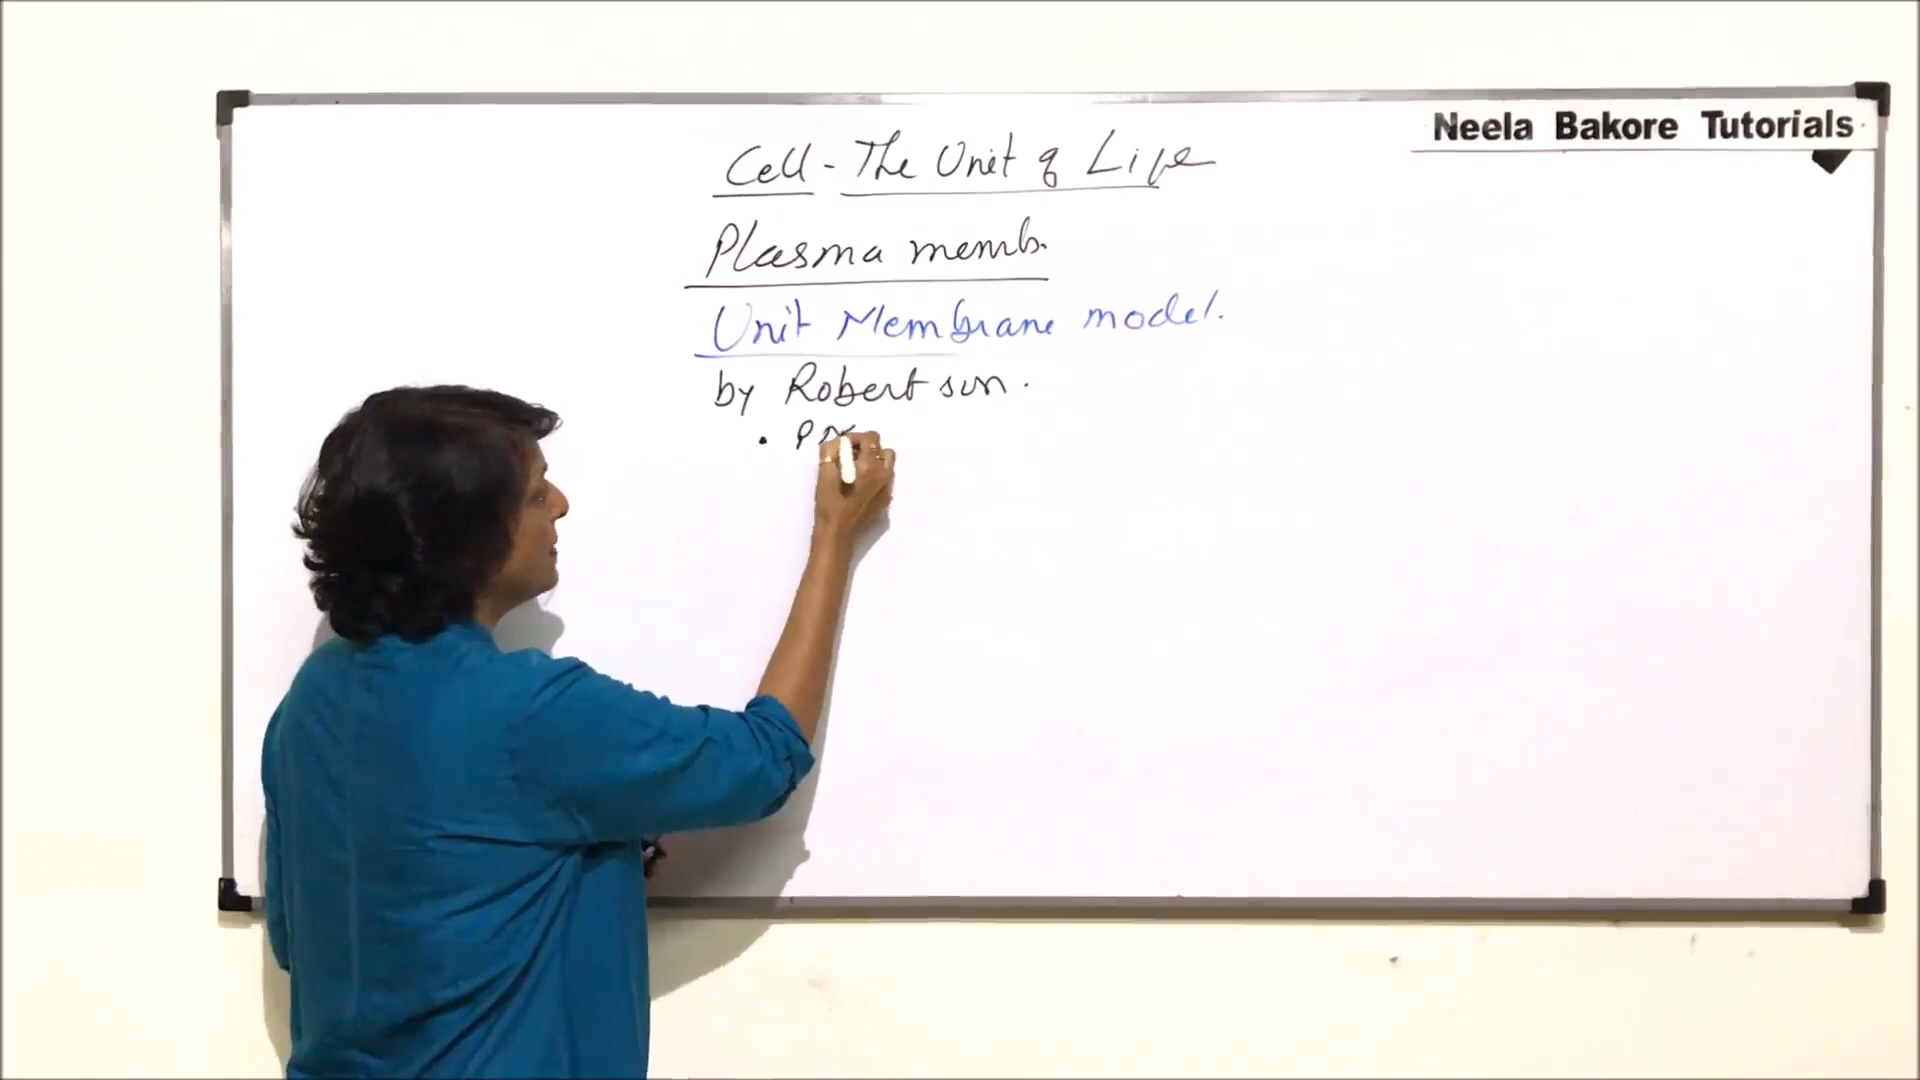 Neela Bakore Tutorials
Cell - The Unit of Life
Plasma memb.
Unit Membrane model.
by Robertson.